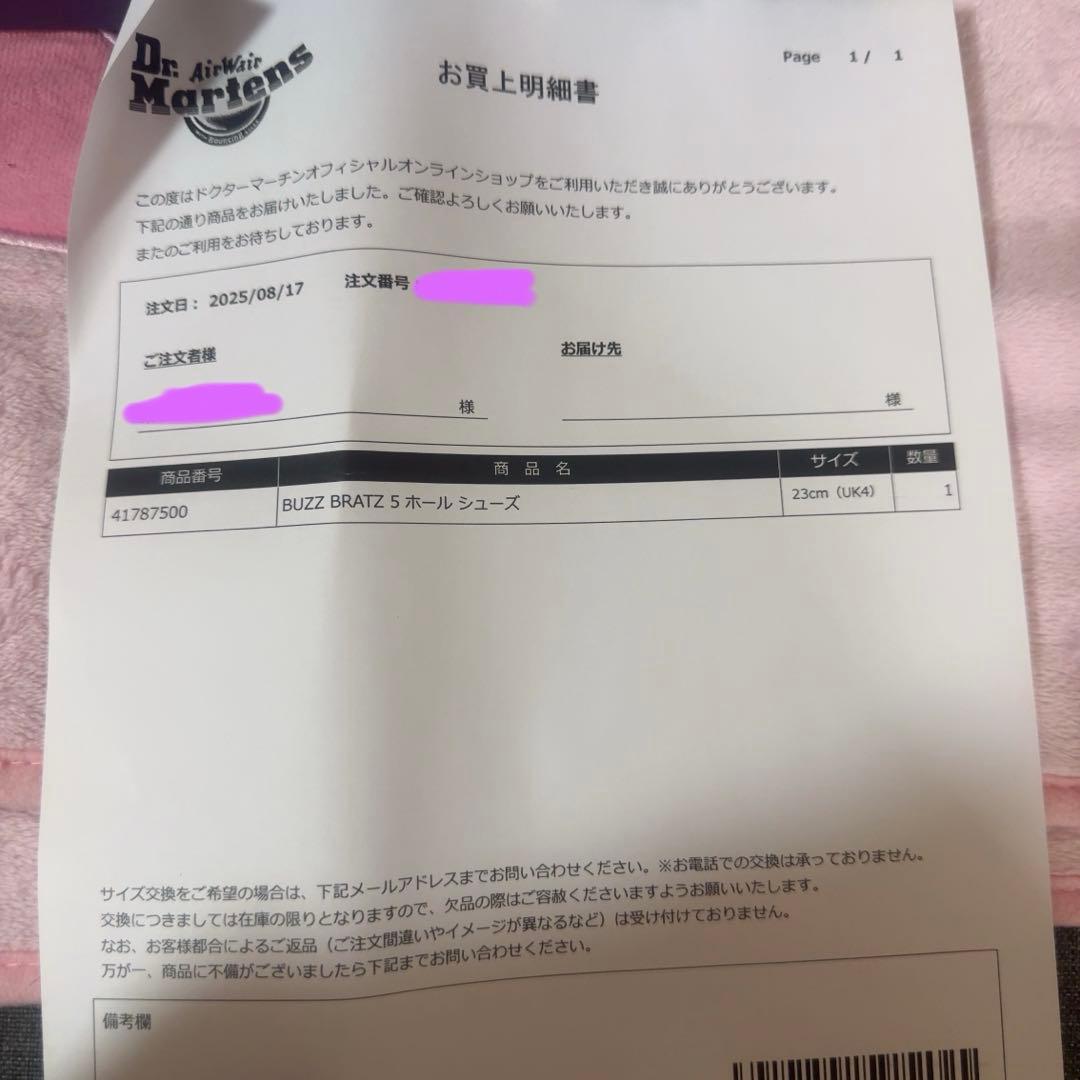 Dr. Martens
AirWair
お買上明細書
Page 1 / 1
この度はドクターマーチンオフィシャルオンラインショップをご利用いただき誠にありがとうございます。
下記の通り商品をお届けいたしました。ご確認よろしくお願いいたします。
またのご利用をお待ちしております。
注文日: 2025/08/17 注文番号
ご注文者様 お届け先
様 様
商品番号 商品名 サイズ 数量
41787500 BUZZ BRATZ 5 ホール シューズ 23cm（UK4） 1
サイズ交換をご希望の場合は、下記メールアドレスまでお問い合わせください。※お電話での交換は承っておりません。
交換につきましては在庫の限りとなりますので、欠品の際はご容赦くださいますようお願いいたします。
なお、お客様都合によるご返品（ご注文間違いやイメージが異なるなど）は受け付けておりません。
万が一、商品に不備がございましたら下記までお問い合わせください。
備考欄